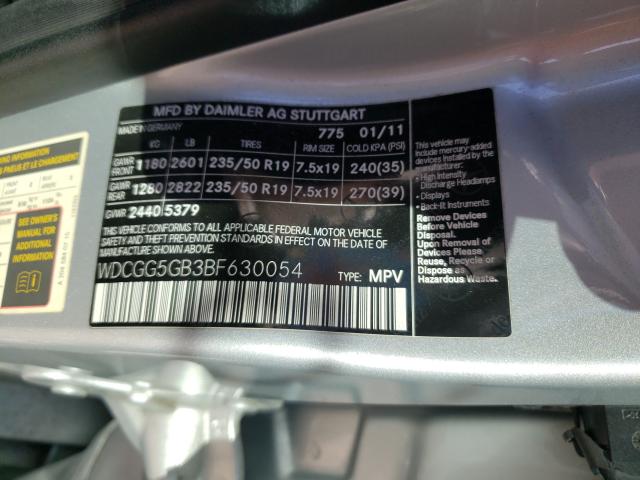 MFD BY DAIMLER AG STUTTGART
MADE IN GERMANY 775 01/11
KG LB TIRES RIM SIZE COLD KPA (PSI)
GAWR FRONT 1180 2601 235/50 R19 7.5x19 240(35)
GAWR REAR 1280 2822 235/50 R19 7.5x19 270(39)
GVWR 2440 5379
THIS VEHICLE CONFORMS TO ALL APPLICABLE FEDERAL MOTOR VEHICLE
SAFETY AND THEFT PREVENTION STANDARDS IN
EFFECT ON THE DATE OF MANUFACTURE SHOWN ABOVE.
WDCGG5GB3BF630054 TYPE: MPV
This Vehicle may
include mercury
added devices
installed by
the Manufacturer:
- High Intensity
Discharge Headlamps
- Displays
- Back-lit Instruments
Remove Devices
Before Vehicle
Disposal.
Upon Removal of
Devices Please
Reuse, Recycle
or Dispose as
Hazardous Waste.
SEE OWNER'S
MANUAL FOR
ADDITIONAL
INFORMATION